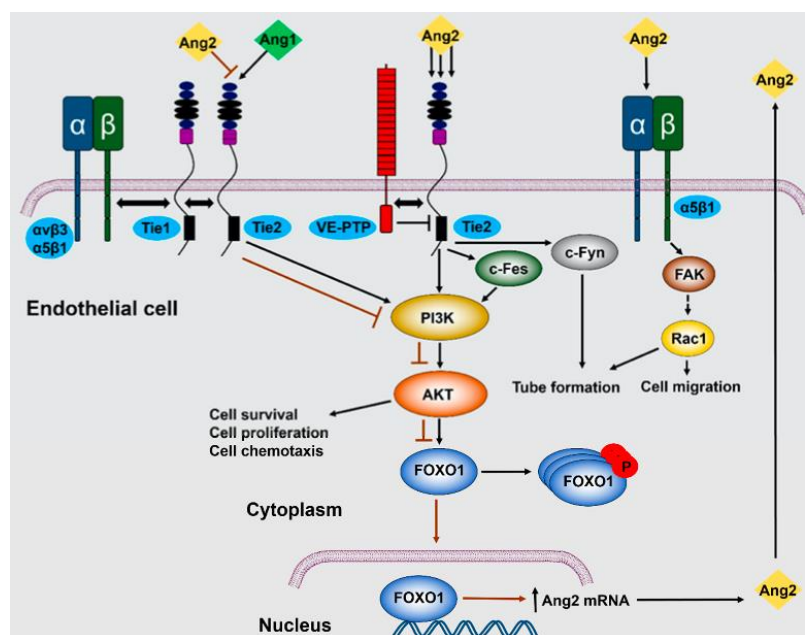 Ang2
Ang1
Ang2
Ang2
Ang2
α
β
α
β
αvβ3
α5β1
Tie1
Tie2
VE-PTP
Tie2
α5β1
c-Fes
c-Fyn
FAK
Endothelial cell
PI3K
Rac1
Tube formation
Cell migration
AKT
Cell survival
Cell proliferation
Cell chemotaxis
FOXO1
FOXO1
P
Cytoplasm
FOXO1
Ang2 mRNA
Ang2
Nucleus